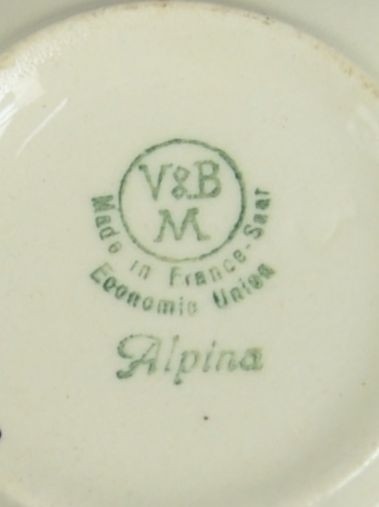 V&B
M
Made in France-Saar
Economic Union
Alpina